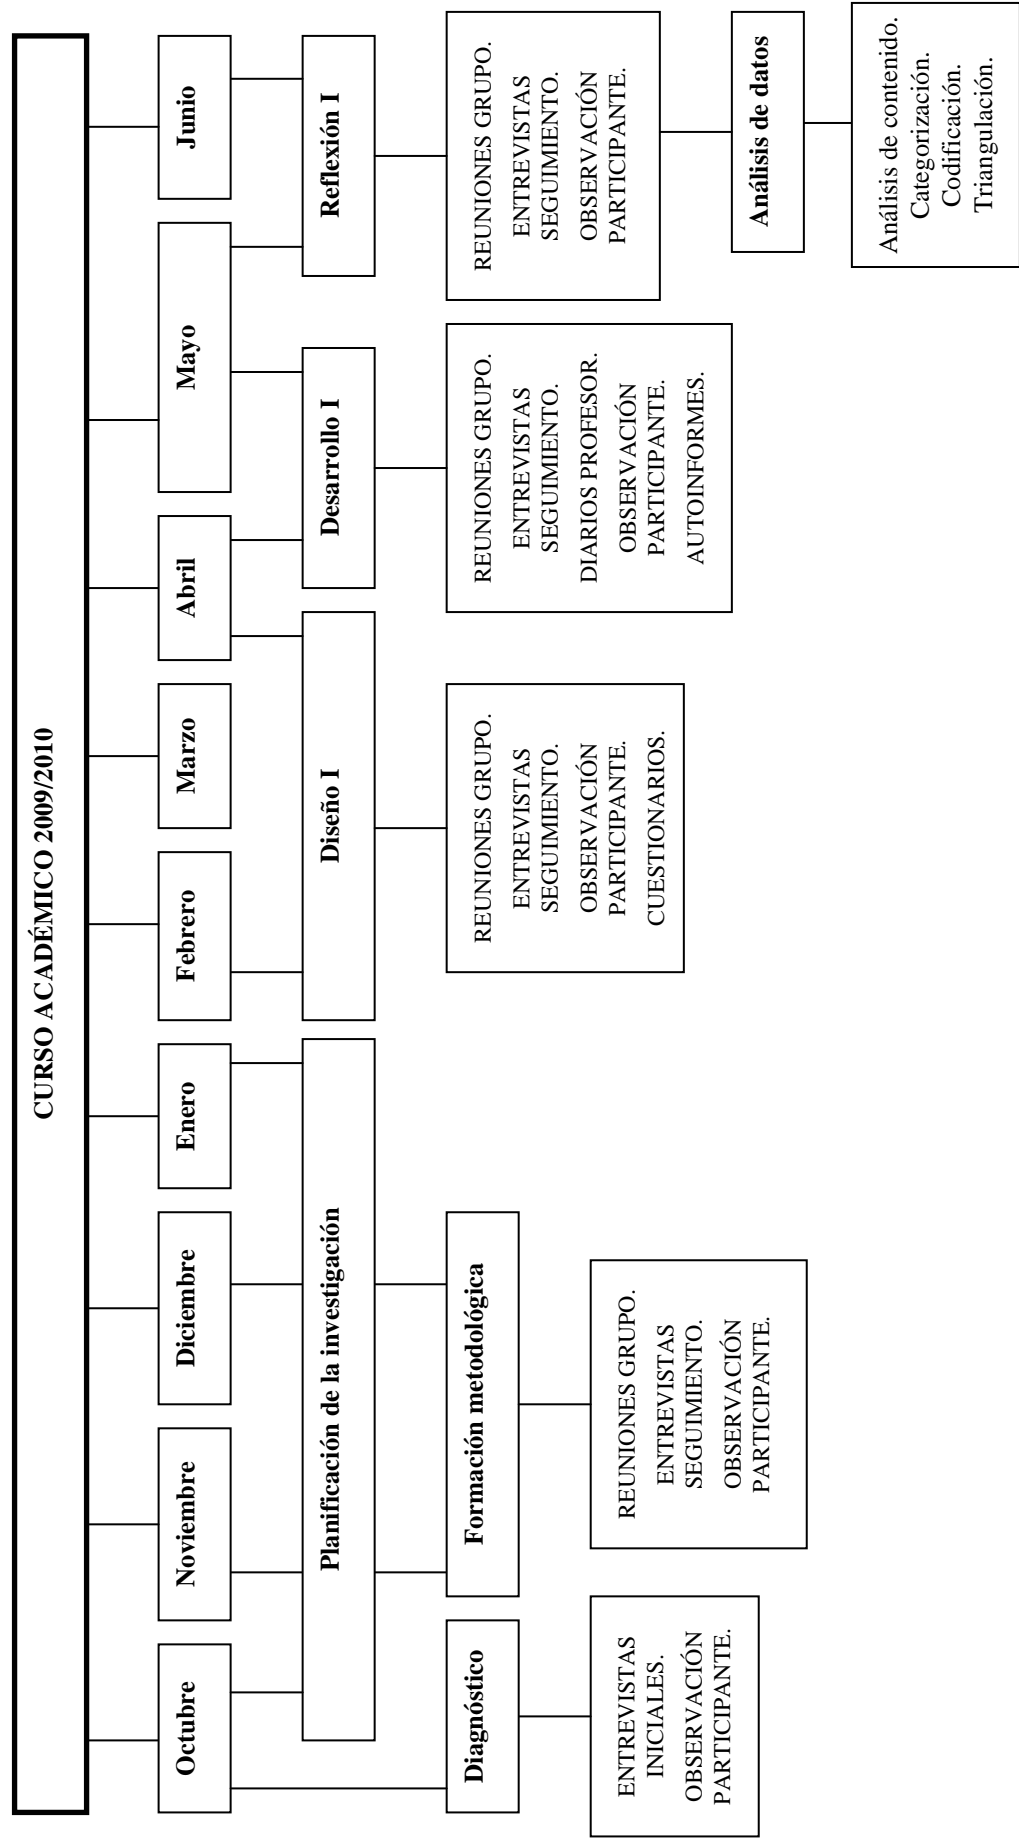 CURSO ACADÉMICO 2009/2010
Octubre
Noviembre
Diciembre
Enero
Febrero
Marzo
Abril
Mayo
Junio
Planificación de la investigación
Diseño I
Desarrollo I
Reflexión I
Diagnóstico
Formación metodológica
ENTREVISTAS
INICIALES.
OBSERVACIÓN
PARTICIPANTE.
REUNIONES GRUPO.
ENTREVISTAS
SEGUIMIENTO.
OBSERVACIÓN
PARTICIPANTE.
REUNIONES GRUPO.
ENTREVISTAS
SEGUIMIENTO.
OBSERVACIÓN
PARTICIPANTE.
CUESTIONARIOS.
REUNIONES GRUPO.
ENTREVISTAS
SEGUIMIENTO.
DIARIOS PROFESOR.
OBSERVACIÓN
PARTICIPANTE.
AUTOINFORMES.
REUNIONES GRUPO.
ENTREVISTAS
SEGUIMIENTO.
OBSERVACIÓN
PARTICIPANTE.
Análisis de datos
Análisis de contenido.
Categorización.
Codificación.
Triangulación.